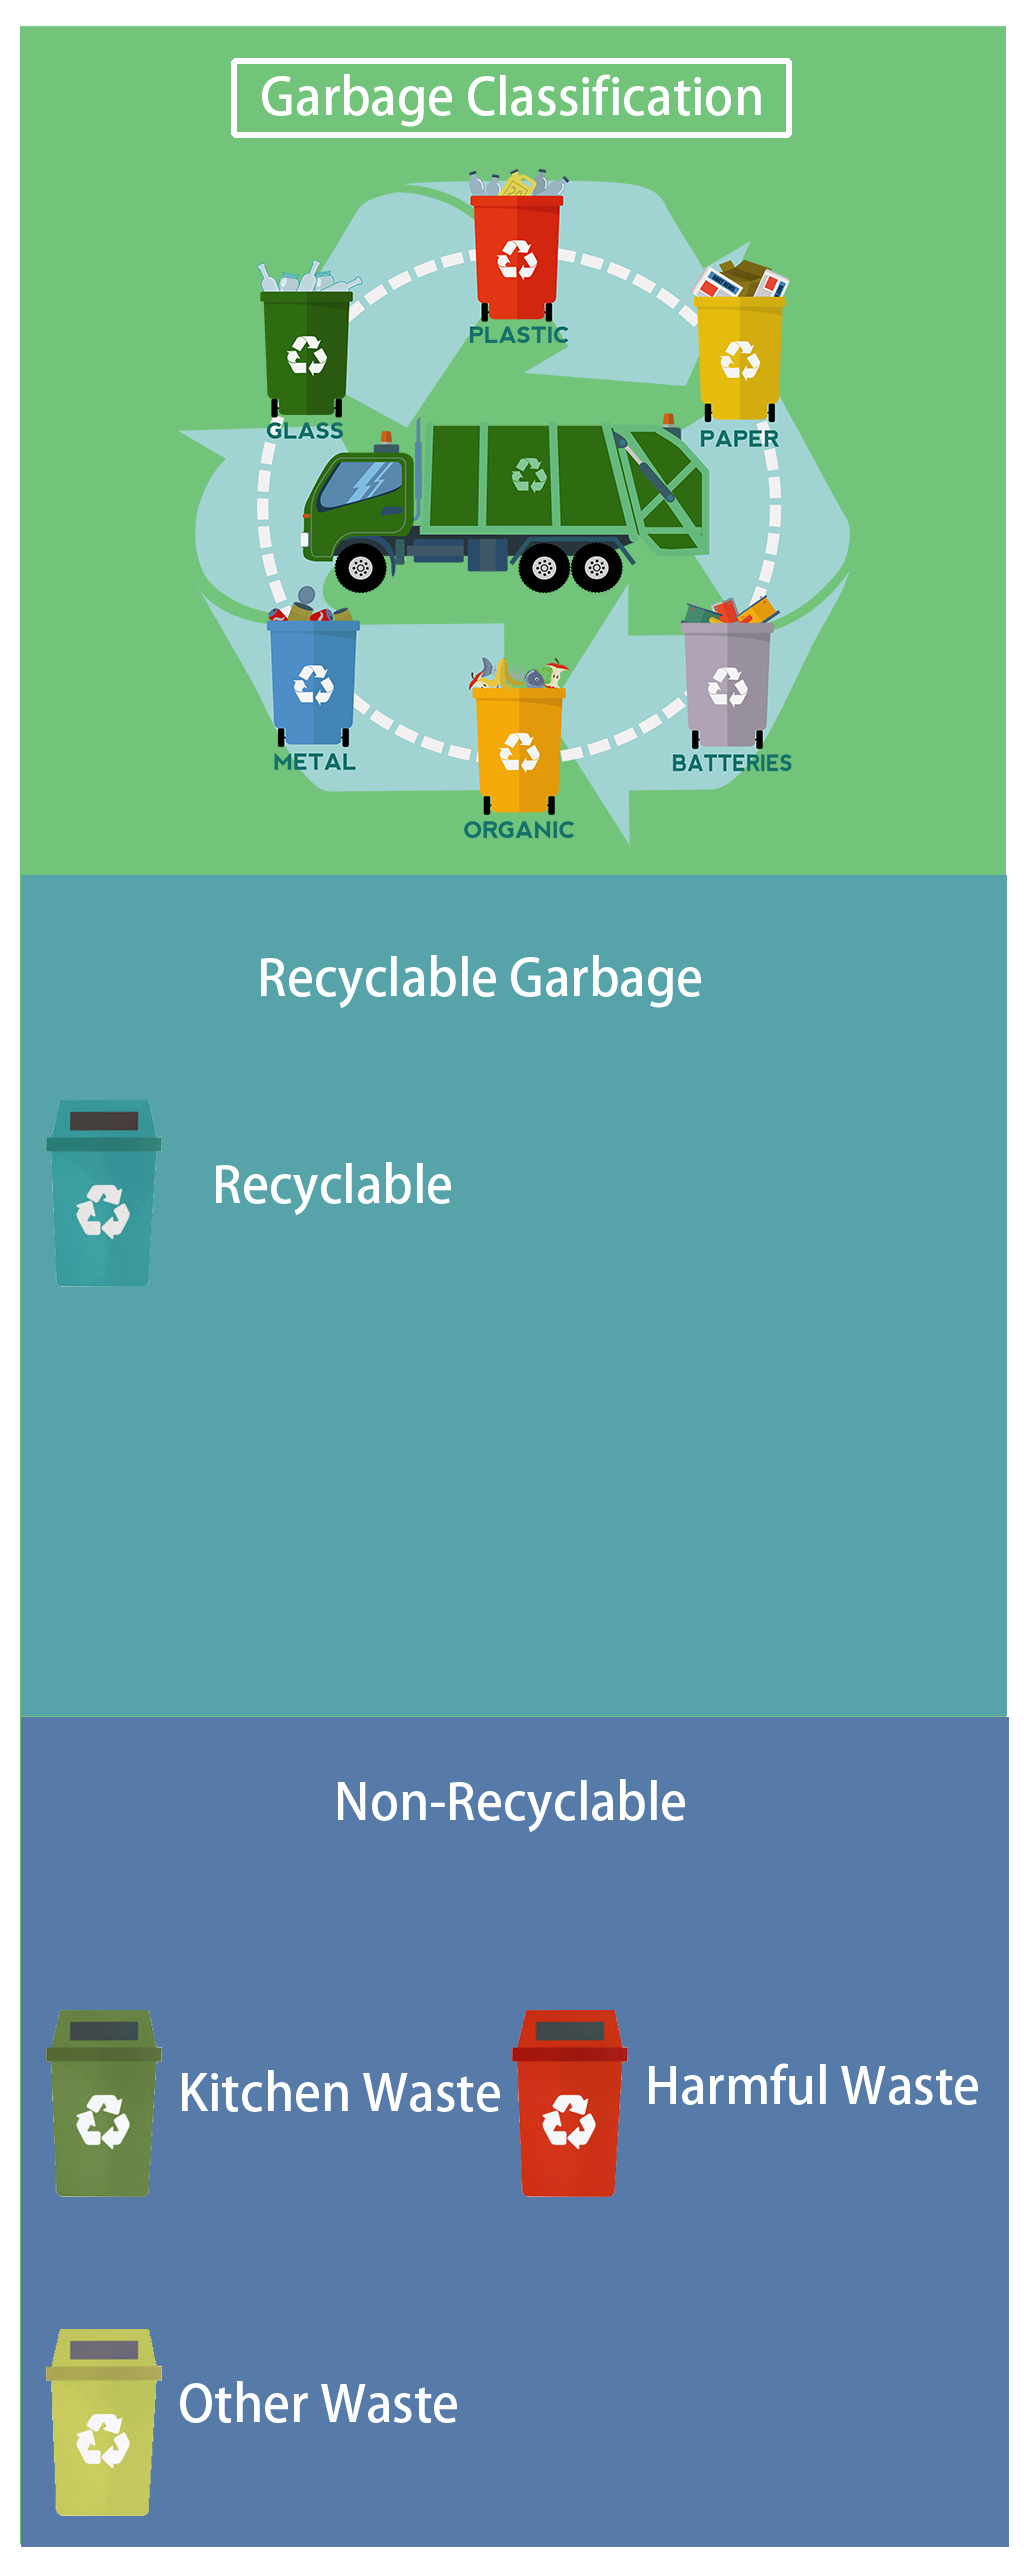 Garbage Classification
PLASTIC
GLASS
PAPER
METAL
BATTERIES
ORGANIC
Recyclable Garbage
Recyclable
Non-Recyclable
Kitchen Waste
Harmful Waste
Other Waste